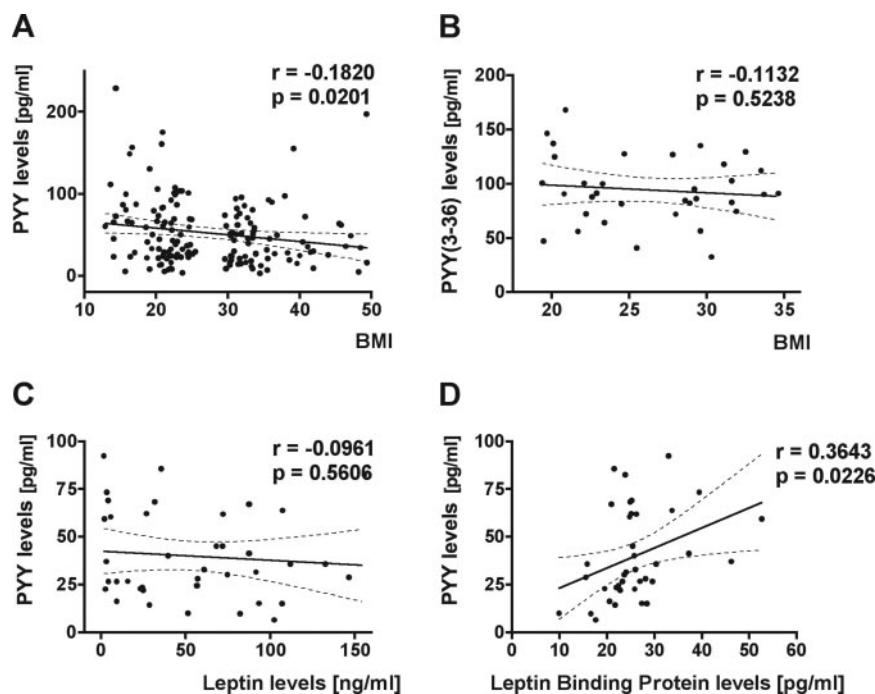 A
r = -0.1820
p = 0.0201
PYY levels [pg/ml]
200
100
0
10
20
30
40
50
BMI
B
r = -0.1132
p = 0.5238
PYY(3-36) levels [pg/ml]
200
150
100
50
0
20
25
30
35
BMI
C
r = -0.0961
p = 0.5606
PYY levels [pg/ml]
100
75
50
25
0
0
50
100
150
Leptin levels [ng/ml]
D
r = 0.3643
p = 0.0226
PYY levels [pg/ml]
100
75
50
25
0
0
10
20
30
40
50
60
Leptin Binding Protein levels [pg/ml]